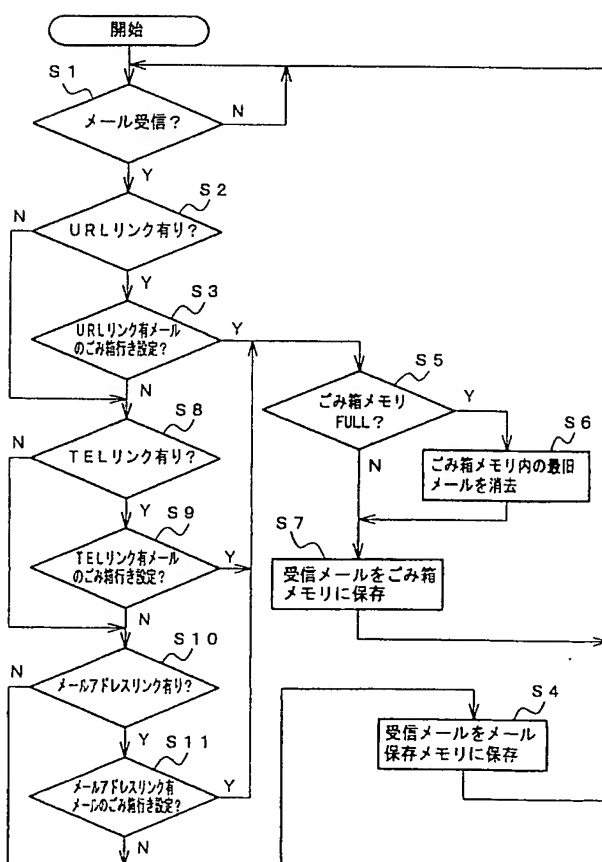 開始
S1
メール受信?
N
Y
S2
N
URLリンク有り?
Y
S3
URLリンク有メール
のごみ箱行き設定?
Y
N
S5
ごみ箱メモリ
FULL?
Y
N
S6
ごみ箱メモリ内の最旧
メールを消去
S7
受信メールをごみ箱
メモリに保存
S8
N
TELリンク有り?
Y
S9
TELリンク有メール
のごみ箱行き設定?
Y
N
S10
N
メールアドレスリンク有り?
Y
S11
メールアドレスリンク有
メールのごみ箱行き設定?
Y
N
S4
受信メールをメール
保存メモリに保存